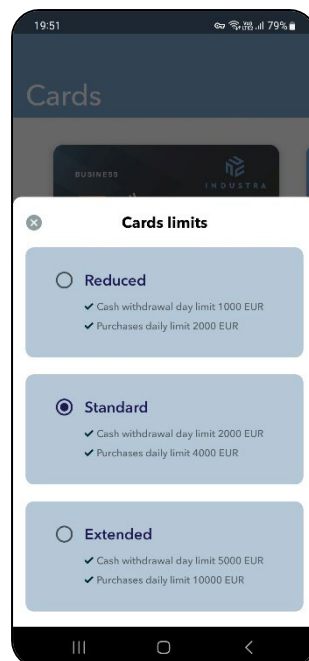 19:51
79%
Cards
BUSINESS
INDUSTRA
Cards limits
Reduced
Cash withdrawal day limit 1000 EUR
Purchases daily limit 2000 EUR
Standard
Cash withdrawal day limit 2000 EUR
Purchases daily limit 4000 EUR
Extended
Cash withdrawal day limit 5000 EUR
Purchases daily limit 10000 EUR